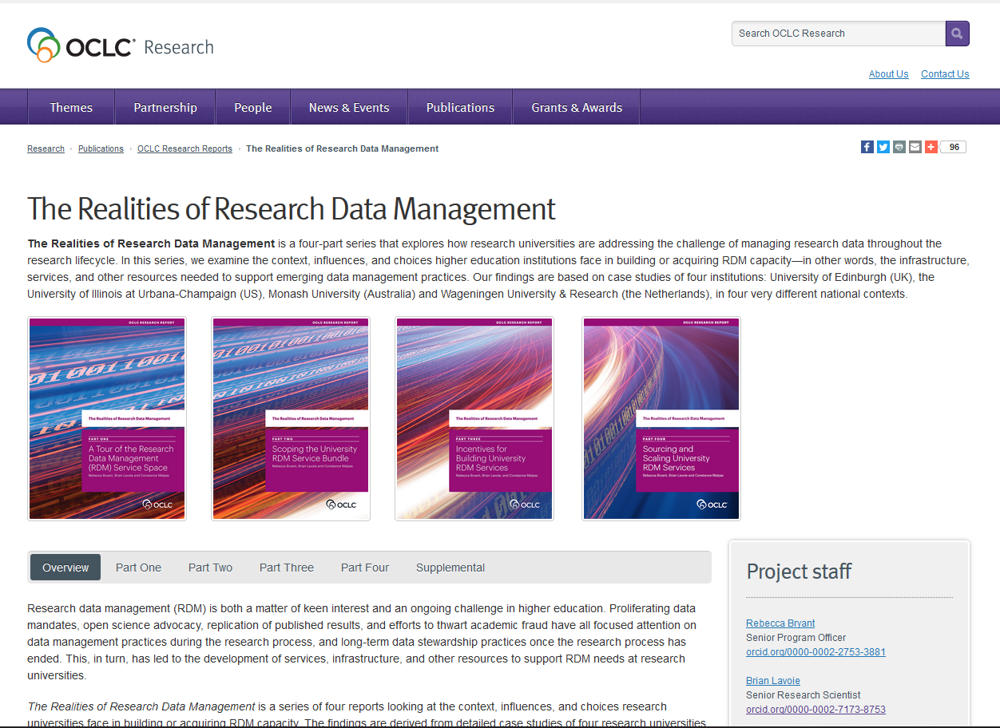 OCLC Research
Search OCLC Research
About Us Contact Us
Themes Partnership People News & Events Publications Grants & Awards
Research › Publications › OCLC Research Reports › The Realities of Research Data Management
96
The Realities of Research Data Management
The Realities of Research Data Management is a four-part series that explores how research universities are addressing the challenge of managing research data throughout the
research lifecycle. In this series, we examine the context, influences, and choices higher education institutions face in building or acquiring RDM capacity—in other words, the infrastructure,
services, and other resources needed to support emerging data management practices. Our findings are based on case studies of four institutions: University of Edinburgh (UK), the
University of Illinois at Urbana-Champaign (US), Monash University (Australia) and Wageningen University & Research (the Netherlands), in four very different national contexts.
OCLC RESEARCH REPORT
The Realities of Research Data Management
PART ONE
A Tour of the Research
Data Management
(RDM) Service Space
Rebecca Bryant, Brian Lavoie and Constance Malpas
OCLC
OCLC RESEARCH REPORT
The Realities of Research Data Management
PART TWO
Scoping the University
RDM Service Bundle
Rebecca Bryant, Brian Lavoie and Constance Malpas
OCLC
OCLC RESEARCH REPORT
The Realities of Research Data Management
PART THREE
Incentives for
Building University
RDM Services
Rebecca Bryant, Brian Lavoie, and Constance Malpas
OCLC
OCLC RESEARCH REPORT
The Realities of Research Data Management
PART FOUR
Sourcing and
Scaling University
RDM Services
Rebecca Bryant, Brian Lavoie and Constance Malpas
OCLC
Overview Part One Part Two Part Three Part Four Supplemental
Research data management (RDM) is both a matter of keen interest and an ongoing challenge in higher education. Proliferating data
mandates, open science advocacy, replication of published results, and efforts to thwart academic fraud have all focused attention on
data management practices during the research process, and long-term data stewardship practices once the research process has
ended. This, in turn, has led to the development of services, infrastructure, and other resources to support RDM needs at research
universities.
The Realities of Research Data Management is a series of four reports looking at the context, influences, and choices research
universities face in building or acquiring RDM capacity. The findings are derived from detailed case studies of four research universities
Project staff
Rebecca Bryant
Senior Program Officer
orcid.org/0000-0002-2753-3881
Brian Lavoie
Senior Research Scientist
orcid.org/0000-0002-7173-8753